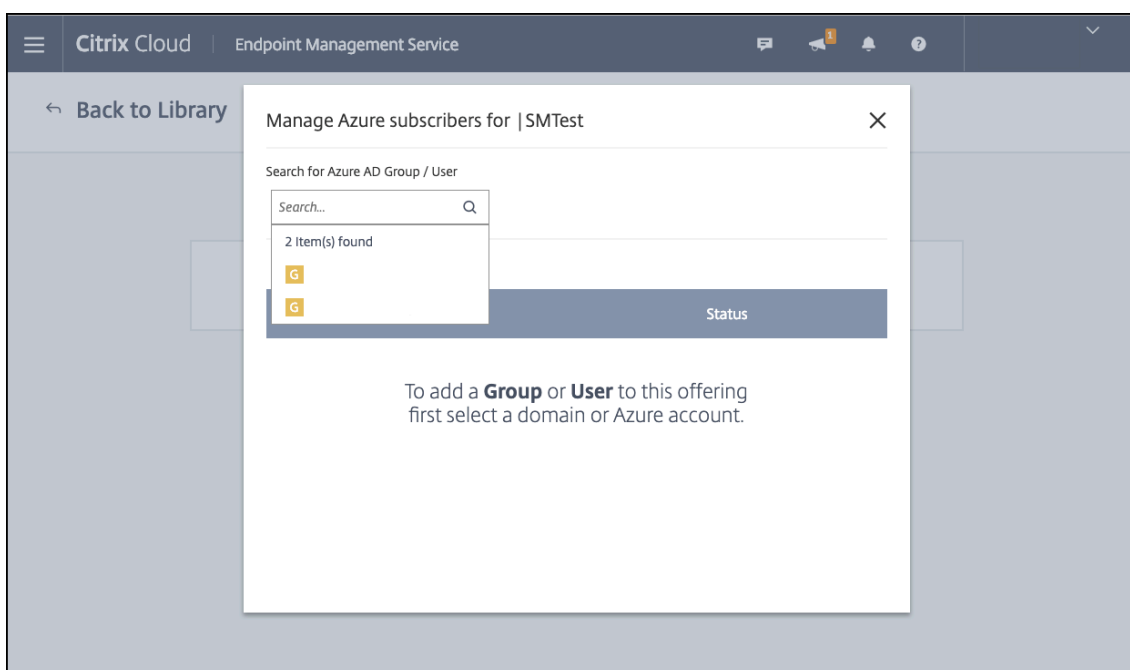 Citrix Cloud Endpoint Management Service 1 ?
Back to Library
Manage Azure subscribers for |SMTest
Search for Azure AD Group / User
Search...
2 Item(s) found
G
G
Status
To add a Group or User to this offering
first select a domain or Azure account.